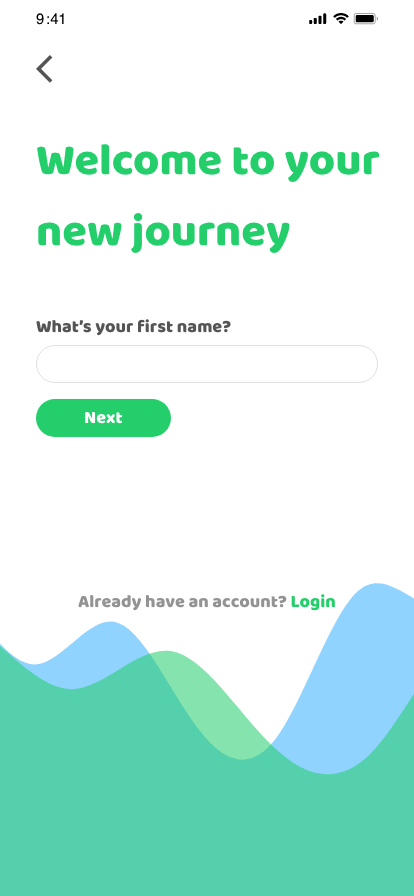 9:41
Welcome to your
new journey
What's your first name?
Next
Already have an account? Login